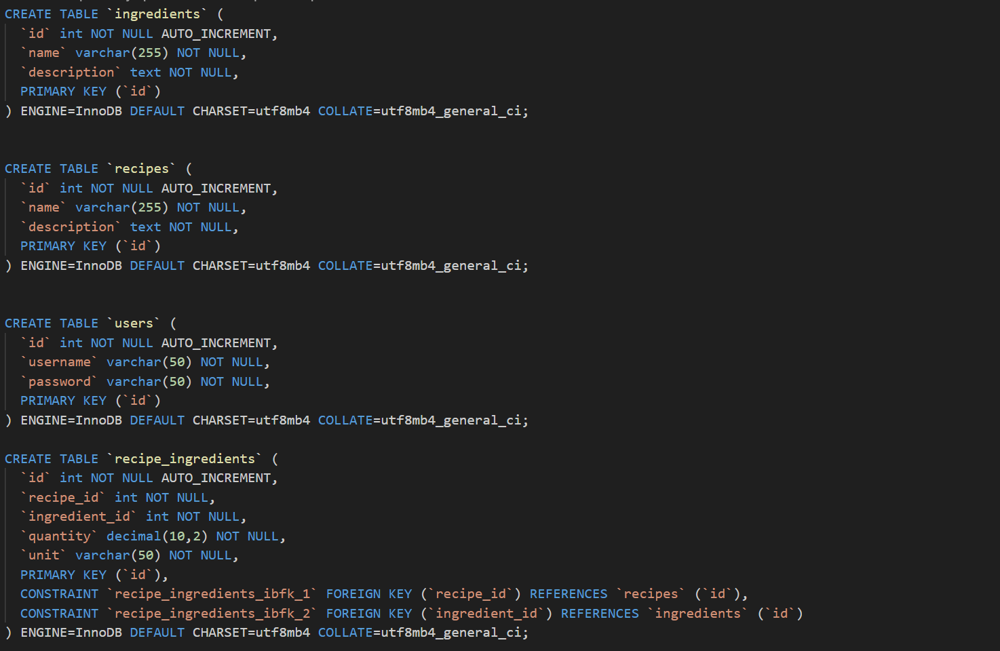 CREATE TABLE `ingredients` (
  `id` int NOT NULL AUTO_INCREMENT,
  `name` varchar(255) NOT NULL,
  `description` text NOT NULL,
  PRIMARY KEY (`id`)
) ENGINE=InnoDB DEFAULT CHARSET=utf8mb4 COLLATE=utf8mb4_general_ci;
CREATE TABLE `recipes` (
  `id` int NOT NULL AUTO_INCREMENT,
  `name` varchar(255) NOT NULL,
  `description` text NOT NULL,
  PRIMARY KEY (`id`)
) ENGINE=InnoDB DEFAULT CHARSET=utf8mb4 COLLATE=utf8mb4_general_ci;
CREATE TABLE `users` (
  `id` int NOT NULL AUTO_INCREMENT,
  `username` varchar(50) NOT NULL,
  `password` varchar(50) NOT NULL,
  PRIMARY KEY (`id`)
) ENGINE=InnoDB DEFAULT CHARSET=utf8mb4 COLLATE=utf8mb4_general_ci;
CREATE TABLE `recipe_ingredients` (
  `id` int NOT NULL AUTO_INCREMENT,
  `recipe_id` int NOT NULL,
  `ingredient_id` int NOT NULL,
  `quantity` decimal(10,2) NOT NULL,
  `unit` varchar(50) NOT NULL,
  PRIMARY KEY (`id`),
  CONSTRAINT `recipe_ingredients_ibfk_1` FOREIGN KEY (`recipe_id`) REFERENCES `recipes` (`id`),
  CONSTRAINT `recipe_ingredients_ibfk_2` FOREIGN KEY (`ingredient_id`) REFERENCES `ingredients` (`id`)
) ENGINE=InnoDB DEFAULT CHARSET=utf8mb4 COLLATE=utf8mb4_general_ci;